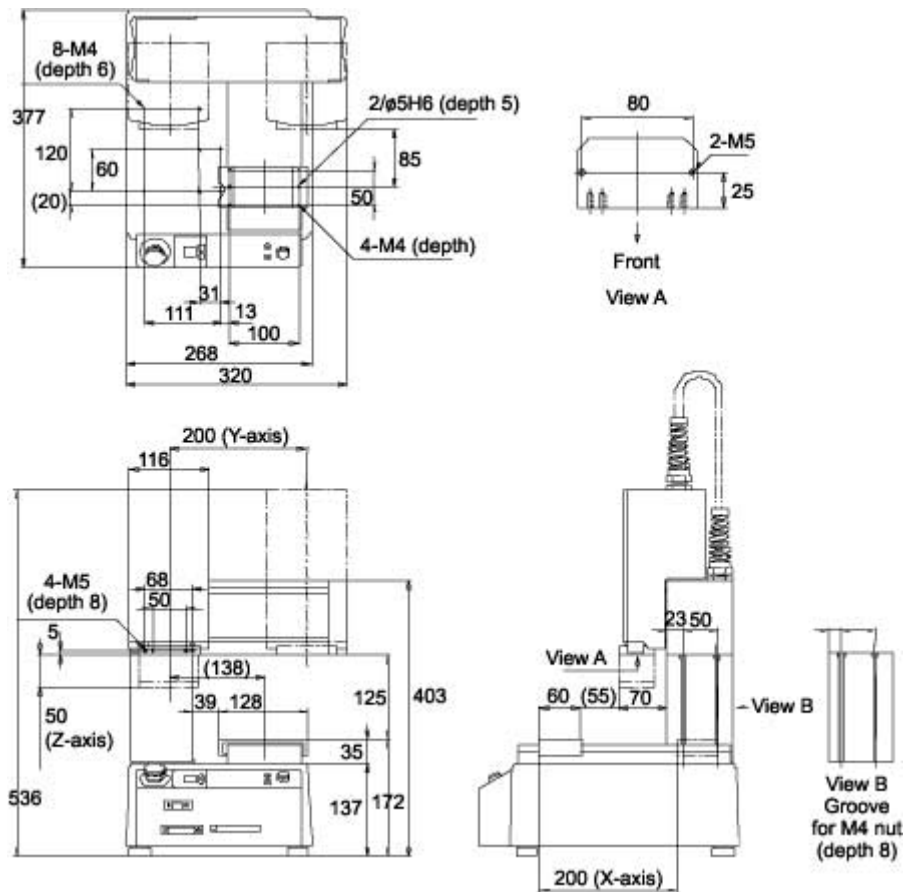 8-M4
(depth 6)
377
120
60
(20)
2/ø5H6 (depth 5)
85
50
4-M4 (depth)
31
111
13
100
268
320
80
2-M5
25
Front
View A
200 (Y-axis)
116
4-M5
(depth 8)
68
50
5
(138)
39
128
50
(Z-axis)
536
125
35
137
172
403
23
50
View A
60
(55)
70
View B
200 (X-axis)
View B
Groove
for M4 nut
(depth 8)